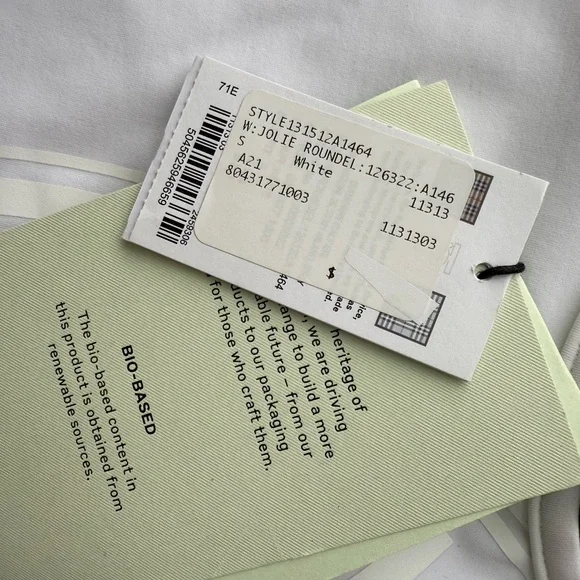 71E
STYLE131512A1464
W:JOLIE ROUNDEL:126322:A146
S 11313
A21 White
80431771003
1131303
$
5045625946659
2459306
BIO-BASED
The bio-based content in
this product is obtained from
renewable sources.
heritage of
we are driving
ange to build a more
able future – from our
ducts to our packaging
for those who craft them.